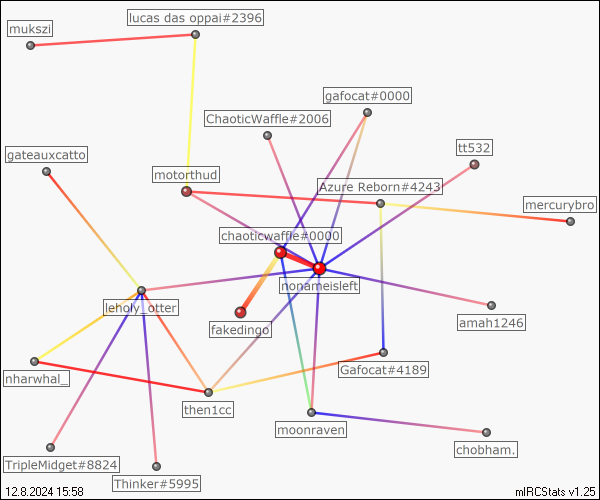 lucas das oppai#2396
mukszi
gafocat#0000
ChaoticWaffle#2006
gateauxcatto
tt532
motorthud
Azure Reborn#4243
mercurybro
chaoticwaffle#0000
nonameisleft
leholy_otter
fakedingo
amah1246
Gafocat#4189
nharwhal_
then1cc
moonraven
chobham.
TripleMidget#8824
Thinker#5995
12.8.2024 15:58
mIRCStats v1.25